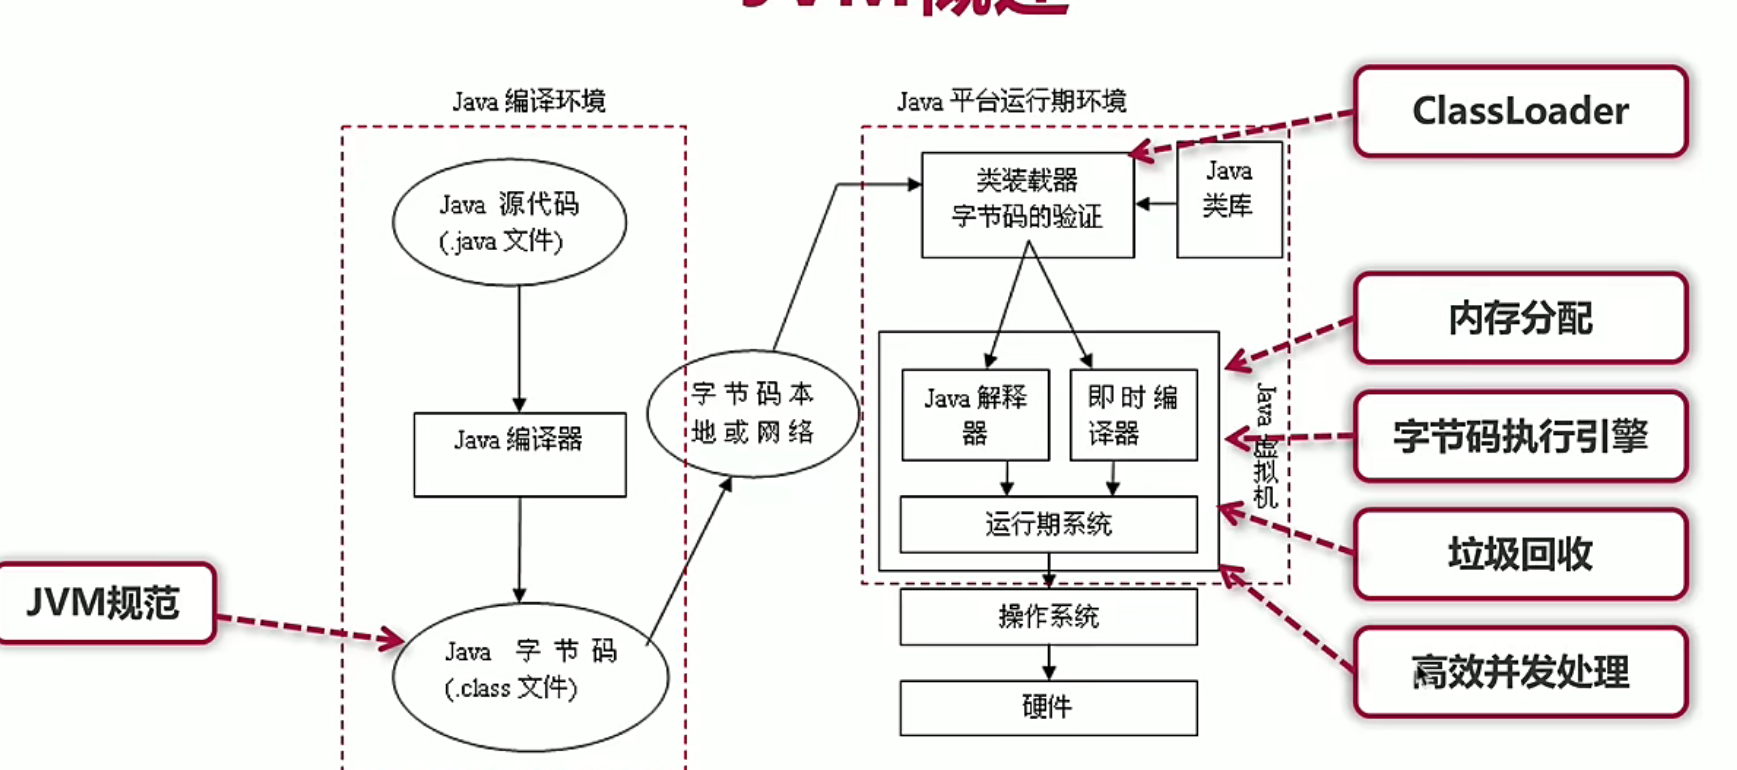 JVM概述
Java 编译环境
Java 平台运行期环境
ClassLoader
Java 源代码
(.java 文件)
类装载器
字节码的验证
Java
类库
内存分配
Java 编译器
字 节 码 本
地 或 网 络
Java 解释
器
即 时 编
译器
Java 虚拟机
字节码执行引擎
运行期系统
垃圾回收
JVM规范
操作系统
Java 字 节 码
(.class 文件)
高效并发处理
硬件